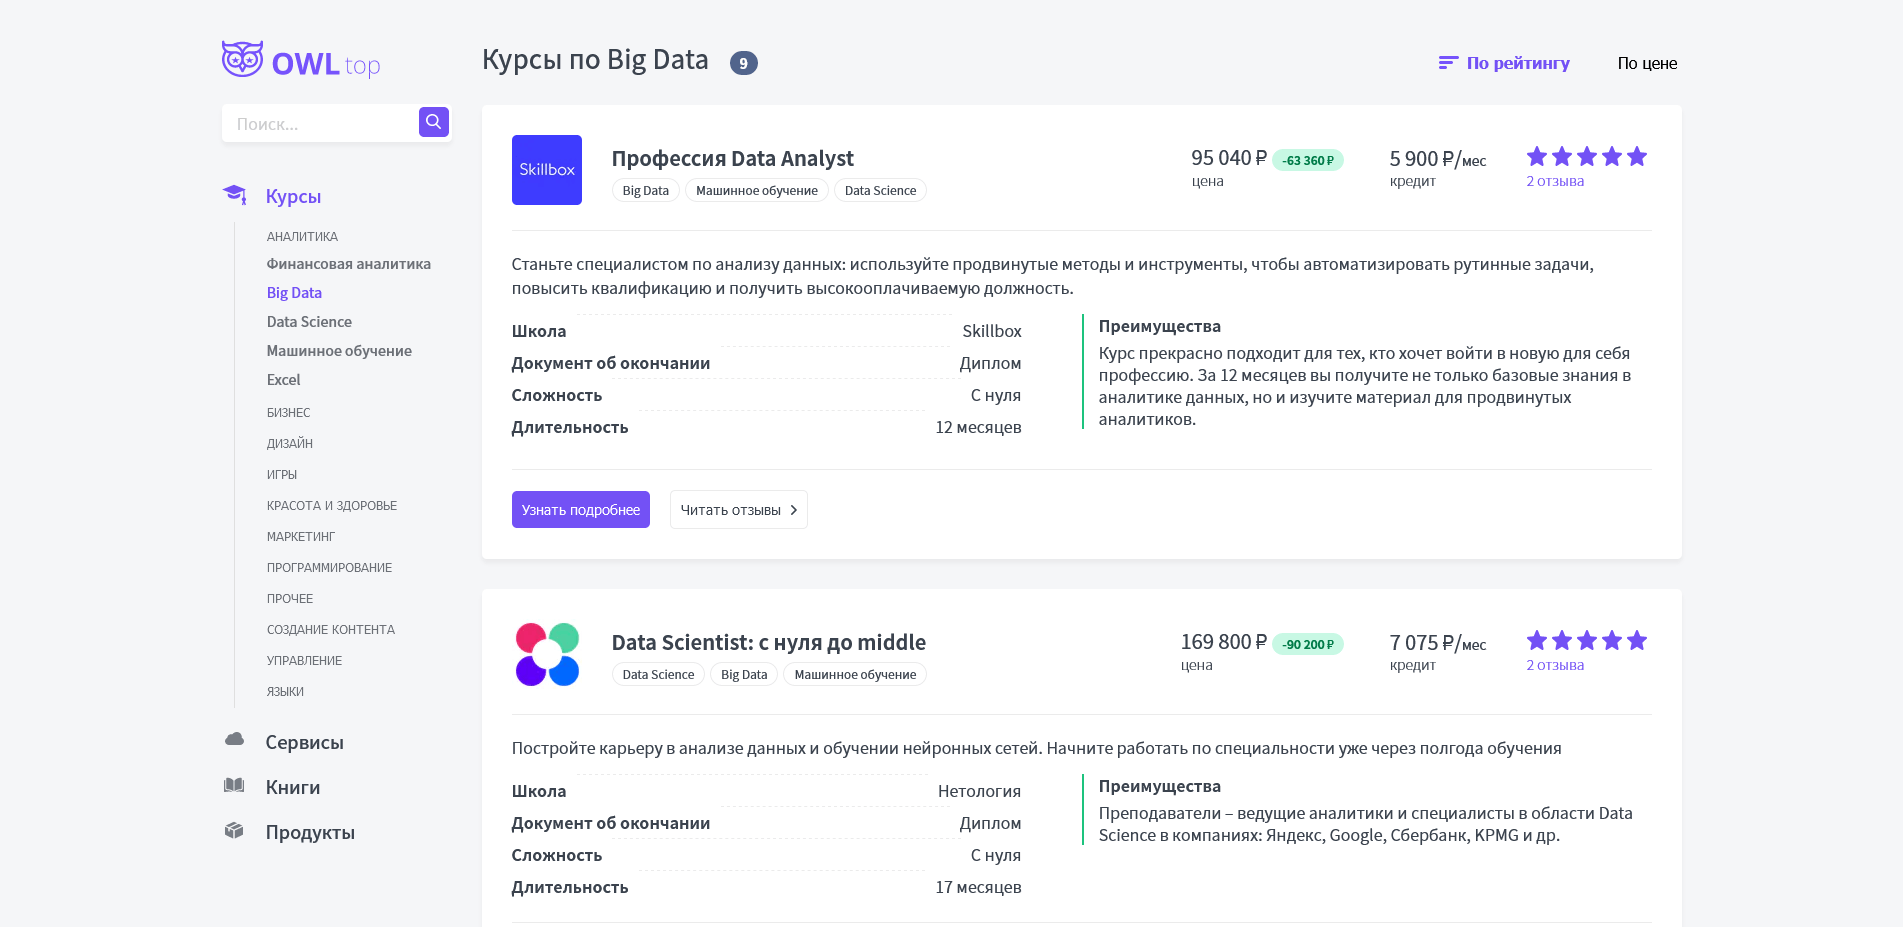 OWL top
Поиск...
Курсы
АНАЛИТИКА
Финансовая аналитика
Big Data
Data Science
Машинное обучение
Excel
БИЗНЕС
ДИЗАЙН
ИГРЫ
КРАСОТА И ЗДОРОВЬЕ
МАРКЕТИНГ
ПРОГРАММИРОВАНИЕ
ПРОЧЕЕ
СОЗДАНИЕ КОНТЕНТА
УПРАВЛЕНИЕ
ЯЗЫКИ
Сервисы
Книги
Продукты
Курсы по Big Data 9
По рейтингу По цене
Skillbox
Профессия Data Analyst
Big Data Машинное обучение Data Science
95 040 ₽ -63 360 ₽
цена
5 900 ₽/мес
кредит
2 отзыва
Станьте специалистом по анализу данных: используйте продвинутые методы и инструменты, чтобы автоматизировать рутинные задачи,
повысить квалификацию и получить высокооплачиваемую должность.
Школа Skillbox
Документ об окончании Диплом
Сложность С нуля
Длительность 12 месяцев
Преимущества
Курс прекрасно подходит для тех, кто хочет войти в новую для себя
профессию. За 12 месяцев вы получите не только базовые знания в
аналитике данных, но и изучите материал для продвинутых
аналитиков.
Узнать подробнее Читать отзывы
Data Scientist: с нуля до middle
Data Science Big Data Машинное обучение
169 800 ₽ -90 200 ₽
цена
7 075 ₽/мес
кредит
2 отзыва
Постройте карьеру в анализе данных и обучении нейронных сетей. Начните работать по специальности уже через полгода обучения
Школа Нетология
Документ об окончании Диплом
Сложность С нуля
Длительность 17 месяцев
Преимущества
Преподаватели – ведущие аналитики и специалисты в области Data
Science в компаниях: Яндекс, Google, Сбербанк, KPMG и др.